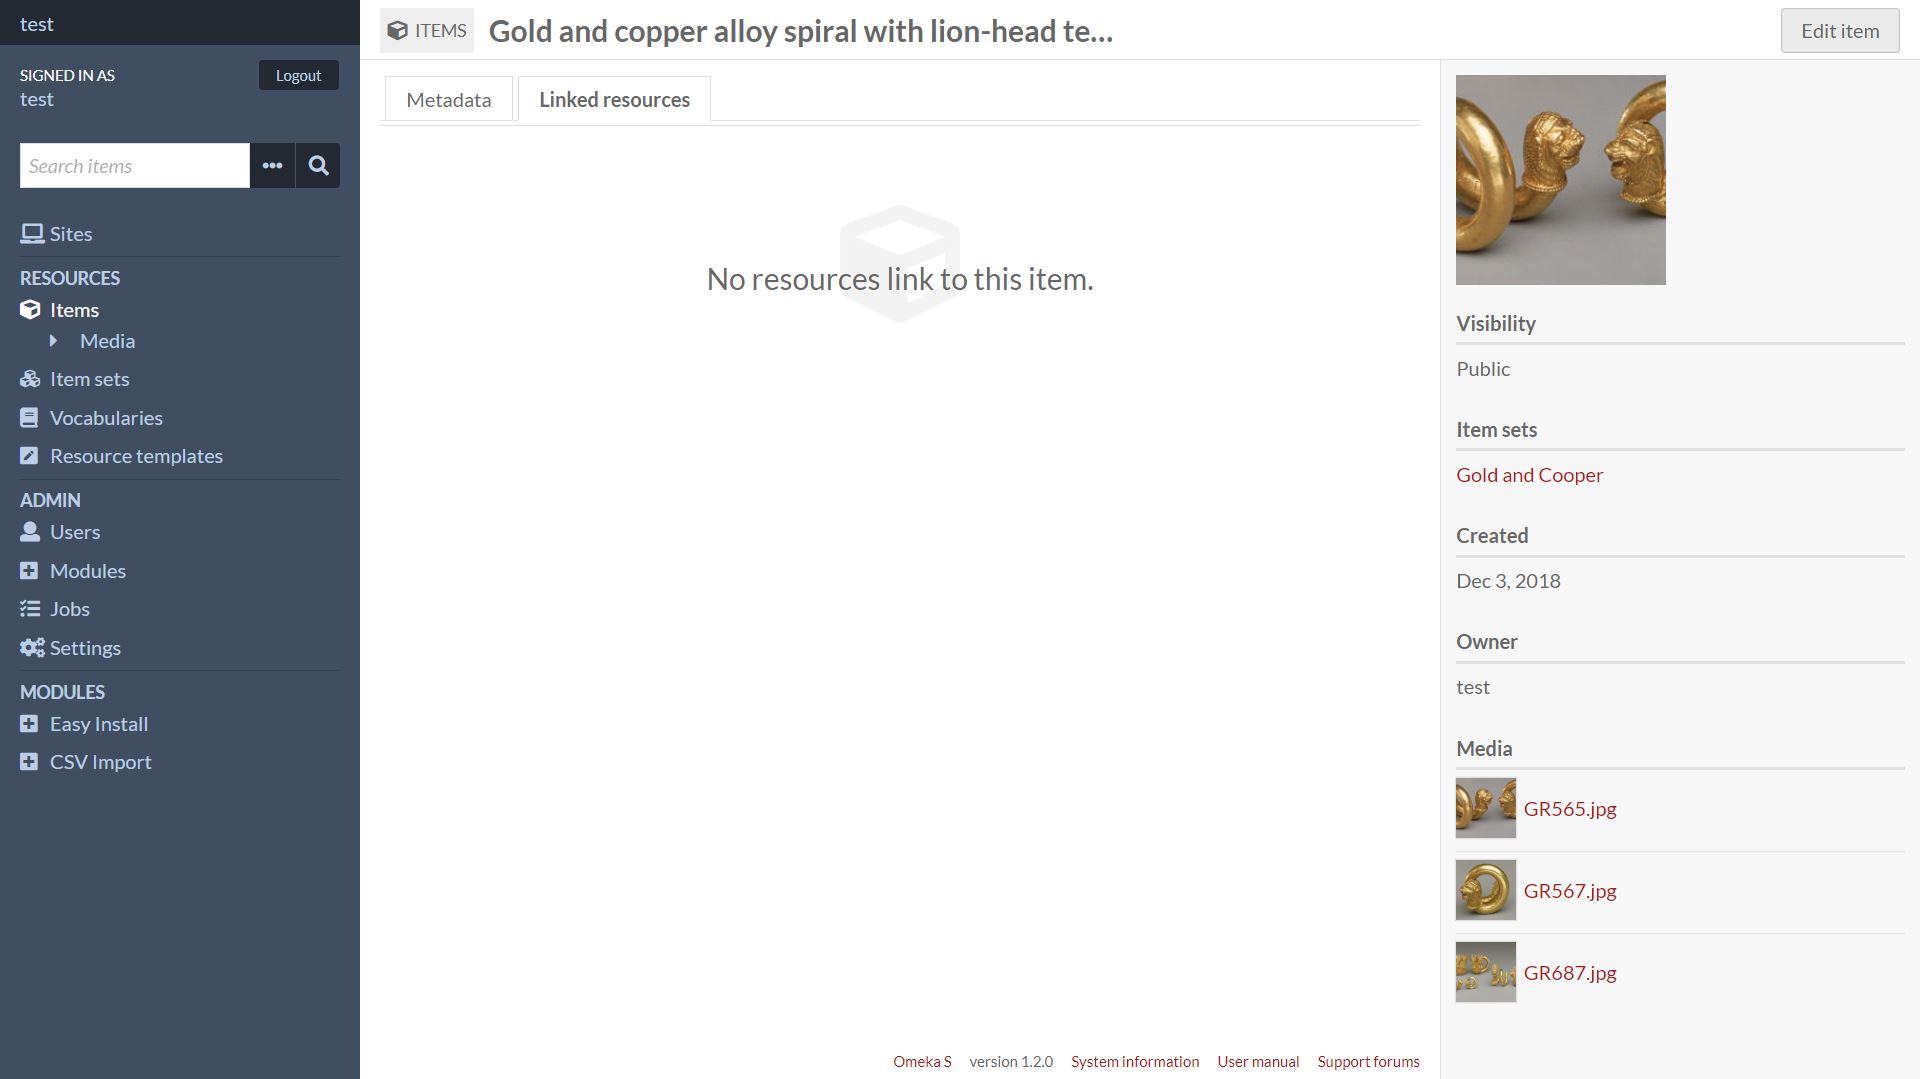 test
SIGNED IN AS
test
Logout
Search items
Sites
RESOURCES
Items
Media
Item sets
Vocabularies
Resource templates
ADMIN
Users
Modules
Jobs
Settings
MODULES
Easy Install
CSV Import
ITEMS
Gold and copper alloy spiral with lion-head te...
Edit item
Metadata
Linked resources
No resources link to this item.
Visibility
Public
Item sets
Gold and Cooper
Created
Dec 3, 2018
Owner
test
Media
GR565.jpg
GR567.jpg
GR687.jpg
Omeka S version 1.2.0 System information User manual Support forums